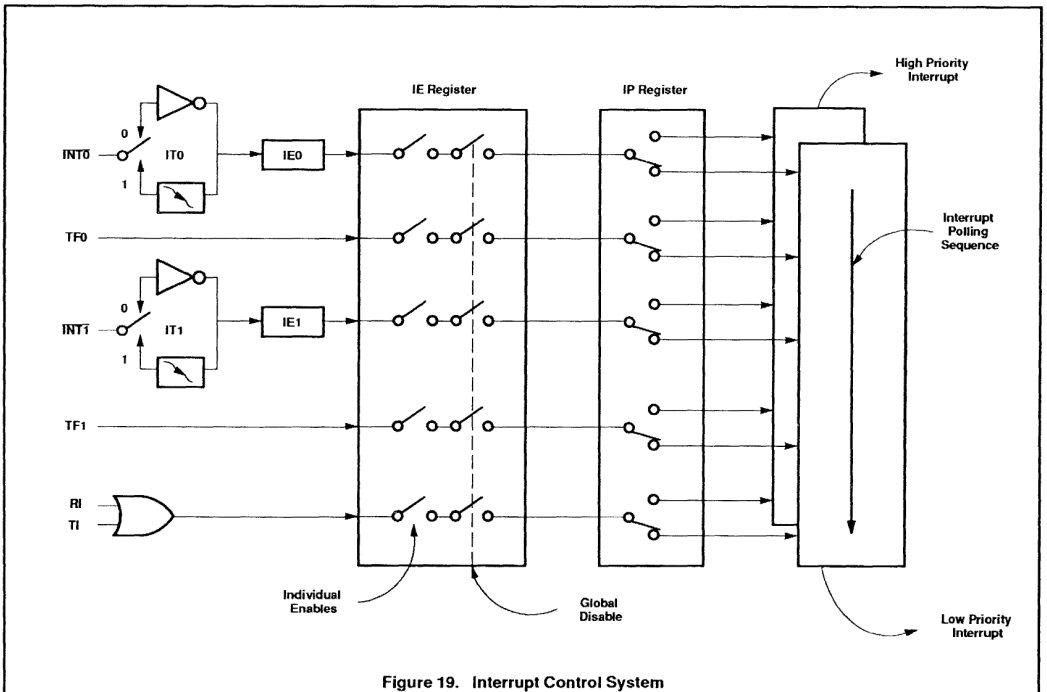 High Priority
Interrupt
IE Register
IP Register
0
INT0
IT0
IE0
1
TF0
Interrupt
Polling
Sequence
0
INT1
IT1
IE1
1
TF1
RI
TI
Individual
Enables
Global
Disable
Low Priority
Interrupt
Figure 19. Interrupt Control System